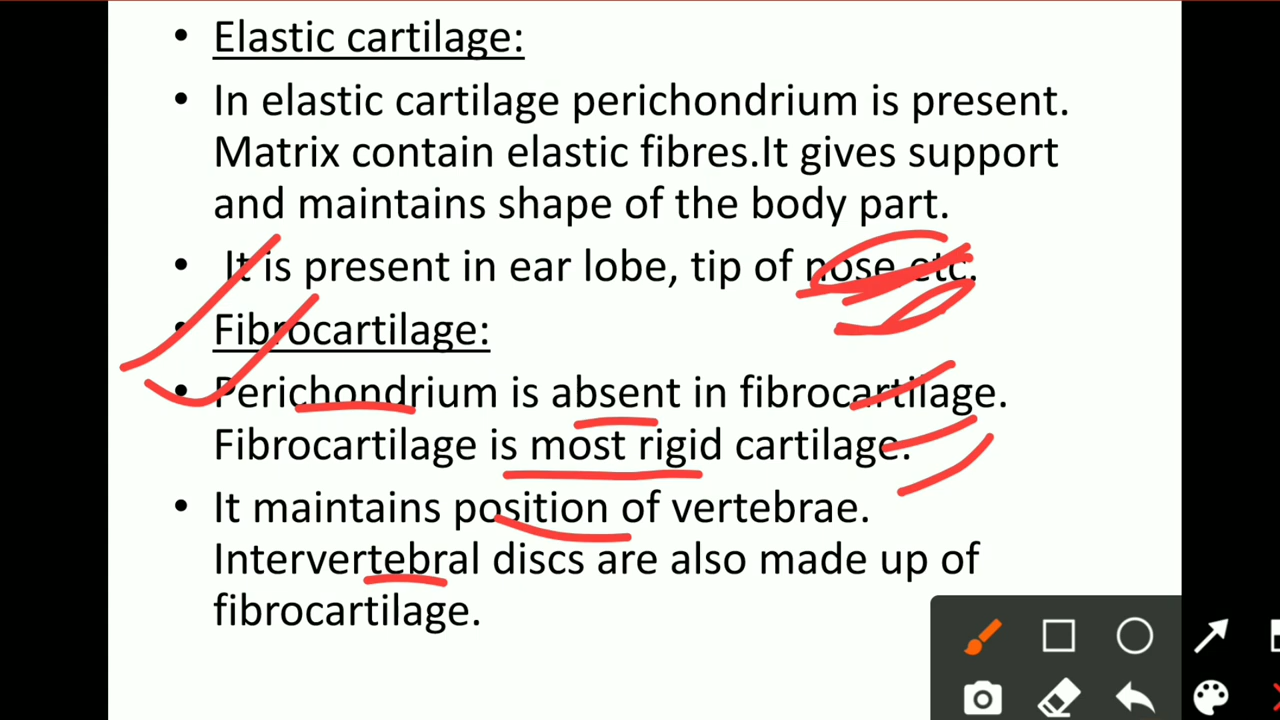 • Elastic cartilage:
• In elastic cartilage perichondrium is present.
Matrix contain elastic fibres.It gives support
and maintains shape of the body part.
• It is present in ear lobe, tip of nose etc.
• Fibrocartilage:
• Perichondrium is absent in fibrocartilage.
Fibrocartilage is most rigid cartilage.
• It maintains position of vertebrae.
Intervertebral discs are also made up of
fibrocartilage.